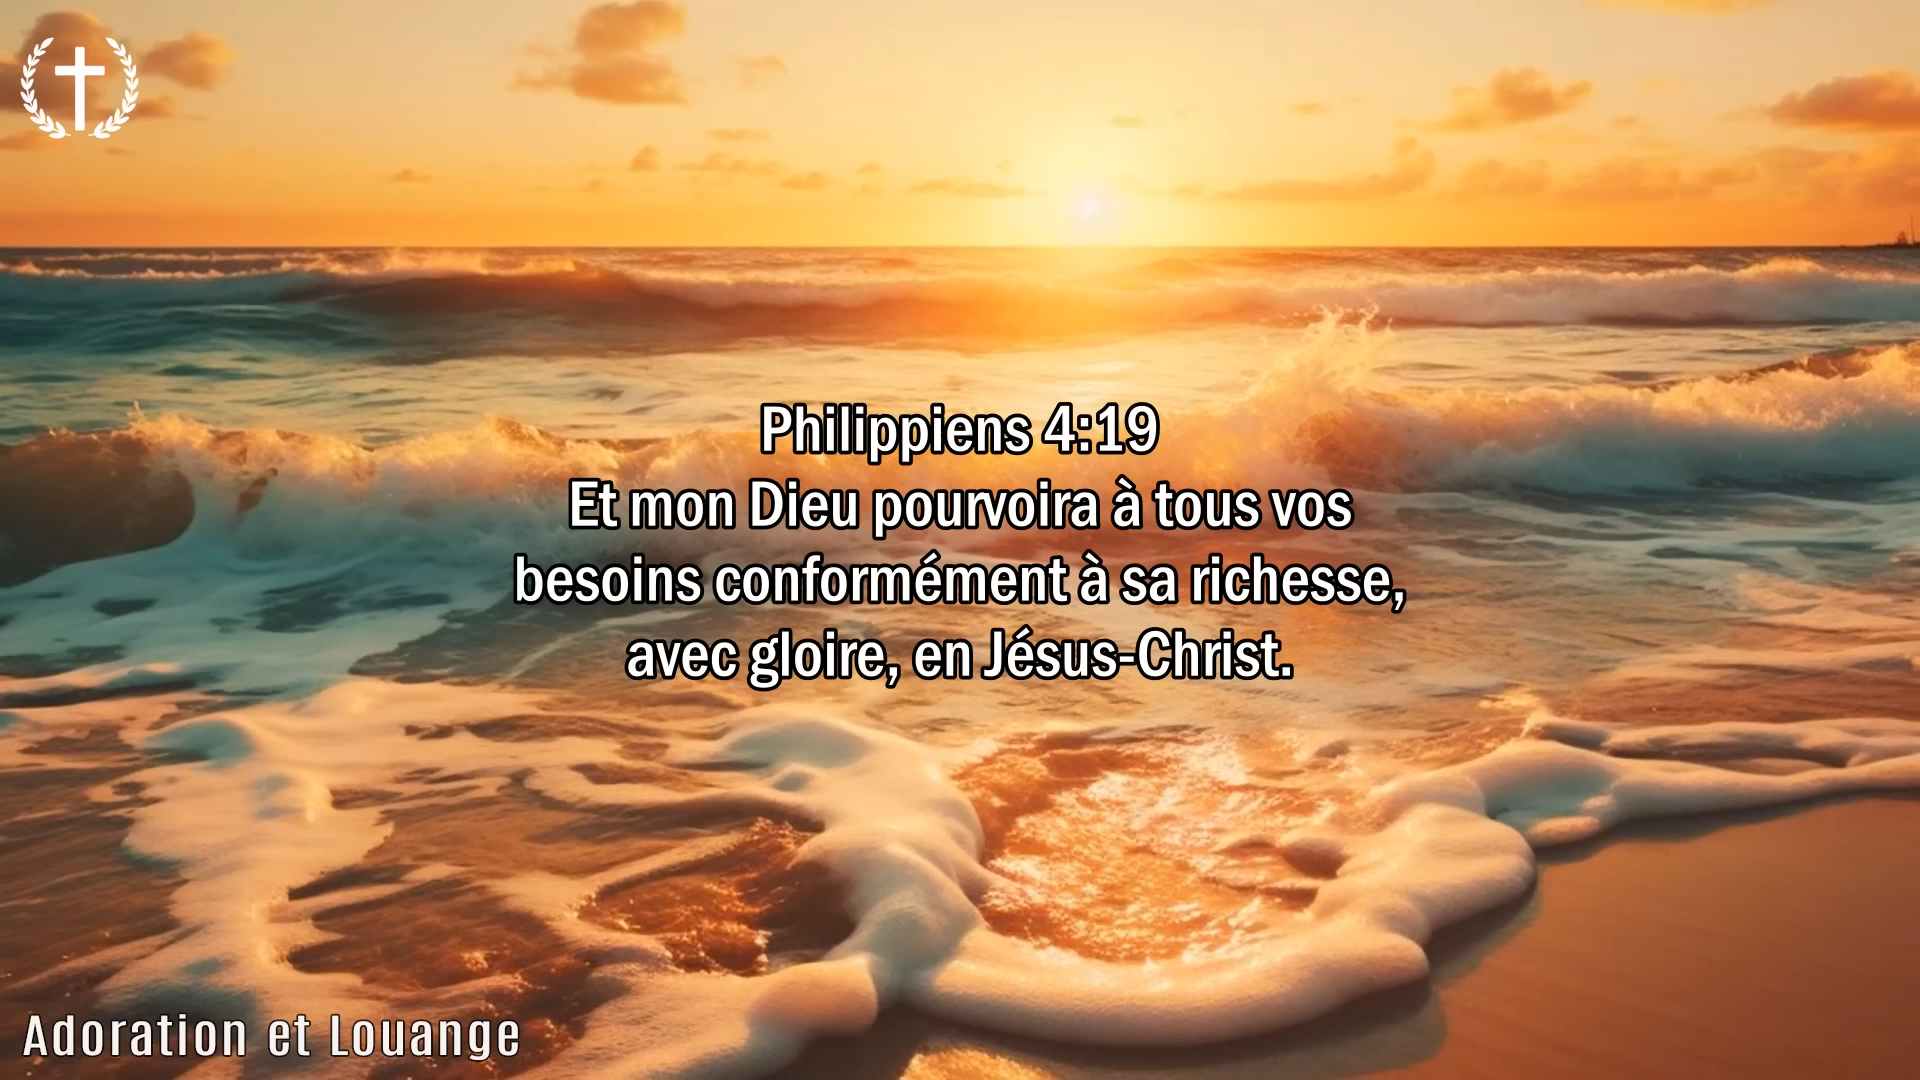 Philippiens 4:19
Et mon Dieu pourvoira à tous vos
besoins conformément à sa richesse,
avec gloire, en Jésus-Christ.
Adoration et Louange